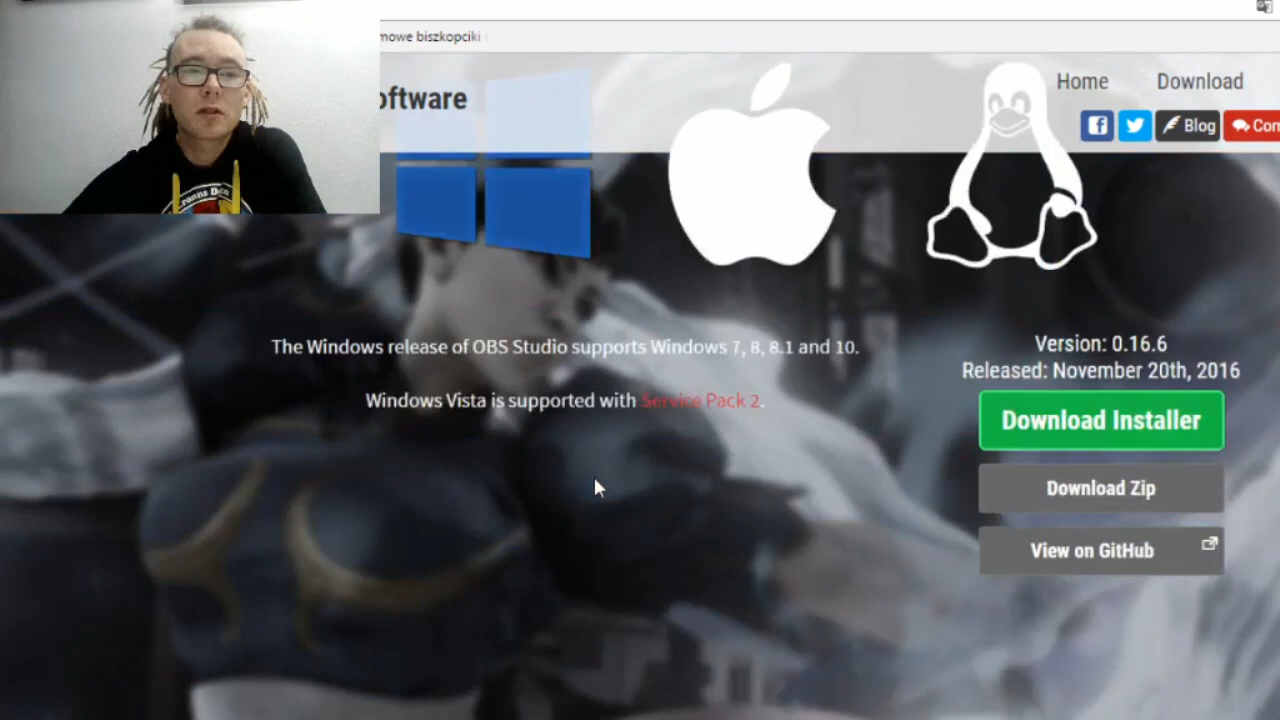 mowe biszkopciki
oftware
Home
Download
Blog
Com
The Windows release of OBS Studio supports Windows 7, 8, 8.1 and 10.
Windows Vista is supported with Service Pack 2.
Version: 0.16.6
Released: November 20th, 2016
Download Installer
Download Zip
View on GitHub